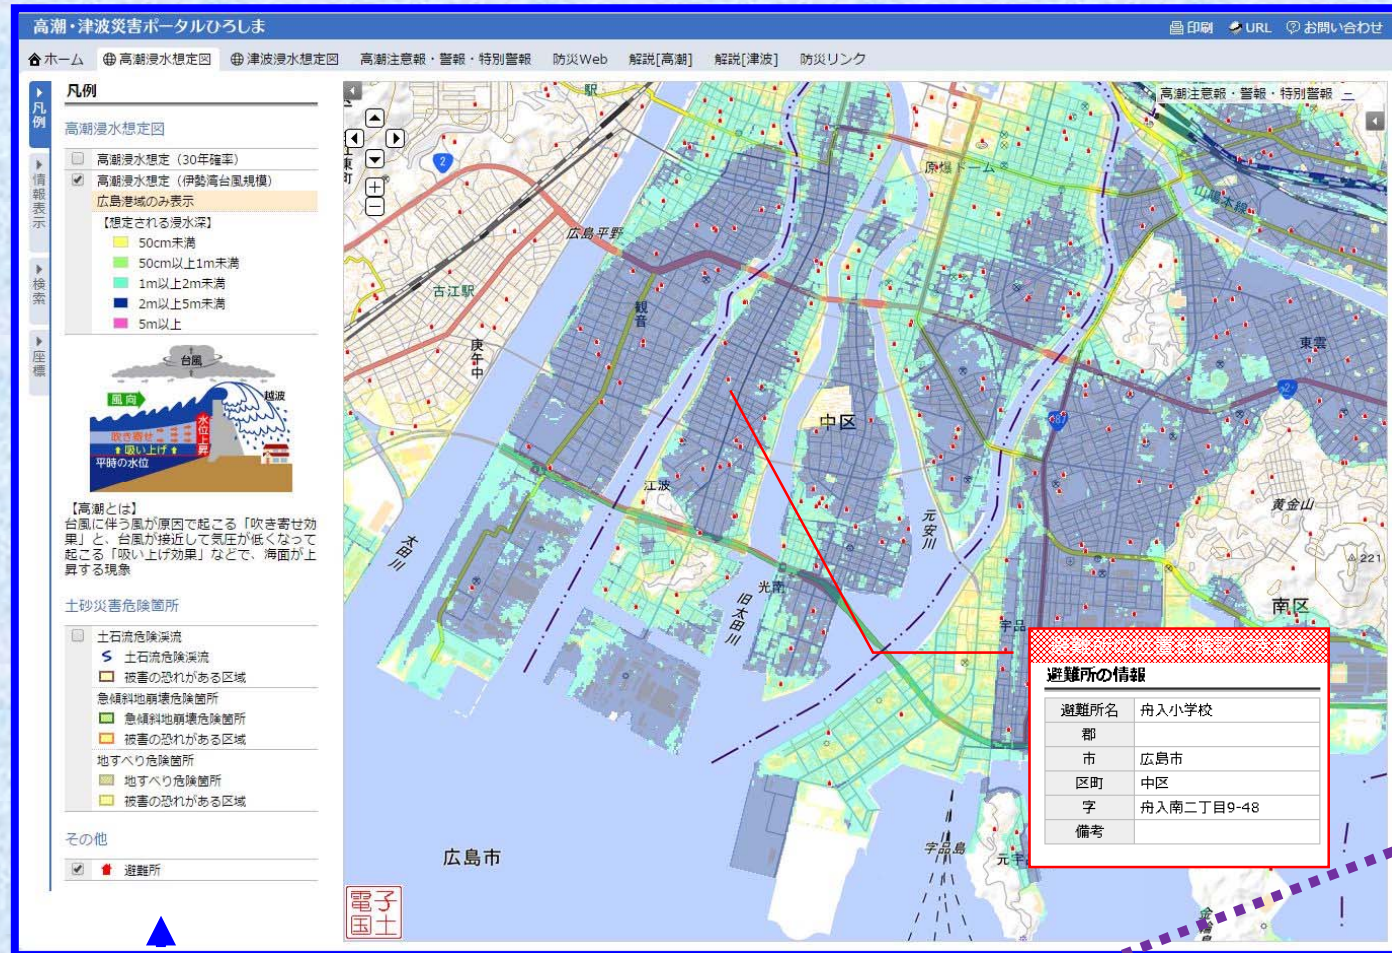 高潮・津波災害ポータルひろしま
印刷 URL お問い合わせ
ホーム 高潮浸水想定図 津波浸水想定図 高潮注意報・警報・特別警報 防災Web 解説[高潮] 解説[津波] 防災リンク
凡例
情報表示
検索
座標
凡例
高潮浸水想定図
高潮浸水想定（30年確率）
高潮浸水想定（伊勢湾台風規模）
広島港域のみ表示
【想定される浸水深】
50cm未満
50cm以上1m未満
1m以上2m未満
2m以上5m未満
5m以上
台風
風向
越波
吹き寄せ
吸い上げ
水位上昇
平時の水位
【高潮とは】
台風に伴う風が原因で起こる「吹き寄せ効
果」と、台風が接近して気圧が低くなって
起こる「吸い上げ効果」などで、海面が上
昇する現象
土砂災害危険箇所
土石流危険渓流
土石流危険渓流
被害の恐れがある区域
急傾斜地崩壊危険箇所
急傾斜地崩壊危険箇所
被害の恐れがある区域
地すべり危険箇所
地すべり危険箇所
被害の恐れがある区域
その他
避難所
高潮注意報・警報・特別警報
駅
2
原爆ドーム
山陽本線
広島平野
古江駅
観音
庚午中
東雲
中区
江波
元安川
黄金山
221
太田川
光南
旧太田川
宇品
南区
広島市
宇品島
電子国土
避難所の位置を確認できます
避難所の情報
避難所名 舟入小学校
郡
市 広島市
区町 中区
字 舟入南二丁目9-48
備考